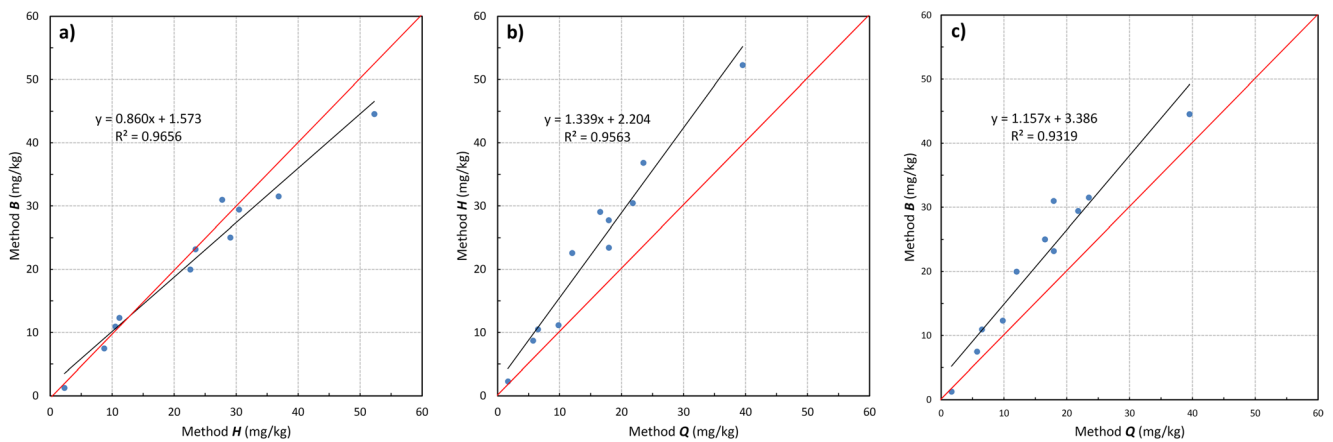 a)
60
50
40
30
20
10
0
Method B (mg/kg)
y = 0.860x + 1.573
R² = 0.9656
0 10 20 30 40 50 60
Method H (mg/kg)
b)
60
50
40
30
20
10
0
Method H (mg/kg)
y = 1.339x + 2.204
R² = 0.9563
0 10 20 30 40 50 60
Method Q (mg/kg)
c)
60
50
40
30
20
10
0
Method B (mg/kg)
y = 1.157x + 3.386
R² = 0.9319
0 10 20 30 40 50 60
Method Q (mg/kg)